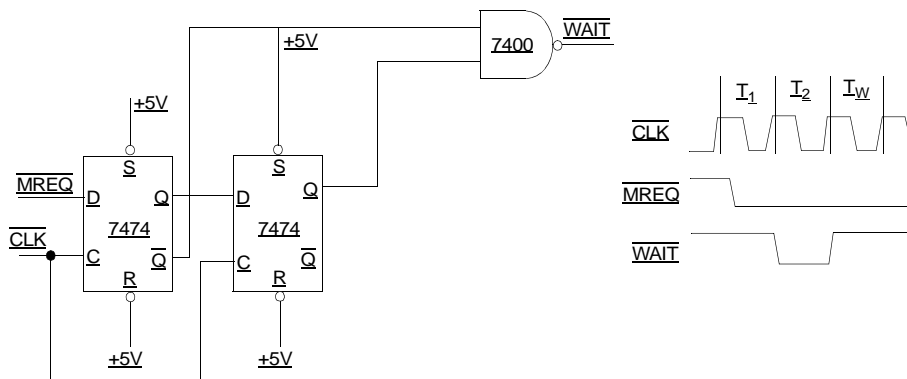 WAIT
+5V
7400
+5V
T1
T2
TW
CLK
S
S
MREQ
D
Q
D
Q
MREQ
7474
7474
CLK
C
Q
C
Q
WAIT
R
R
+5V
+5V